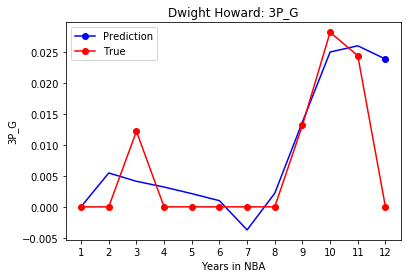 Dwight Howard: 3P_G
Prediction
True
3P_G
0.025
0.020
0.015
0.010
0.005
0.000
−0.005
1 2 3 4 5 6 7 8 9 10 11 12
Years in NBA